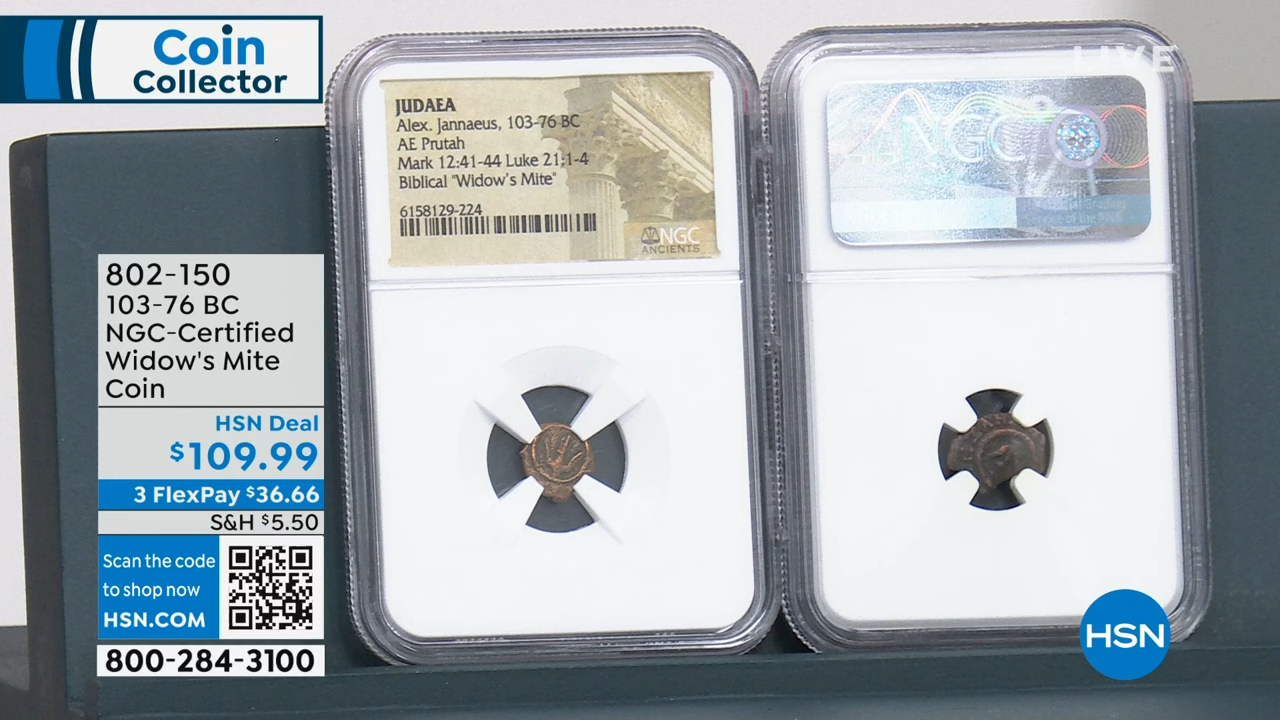 Coin
Collector
LIVE
JUDAEA
Alex. Jannaeus, 103-76 BC
AE Prutah
Mark 12:41-44 Luke 21:1-4
Biblical "Widow's Mite"
6158129-224
NGC
ANCIENTS
NGC
802-150
103-76 BC
NGC-Certified
Widow's Mite
Coin
HSN Deal
$109.99
3 FlexPay $36.66
S&H $5.50
Scan the code
to shop now
HSN.COM
800-284-3100
HSN